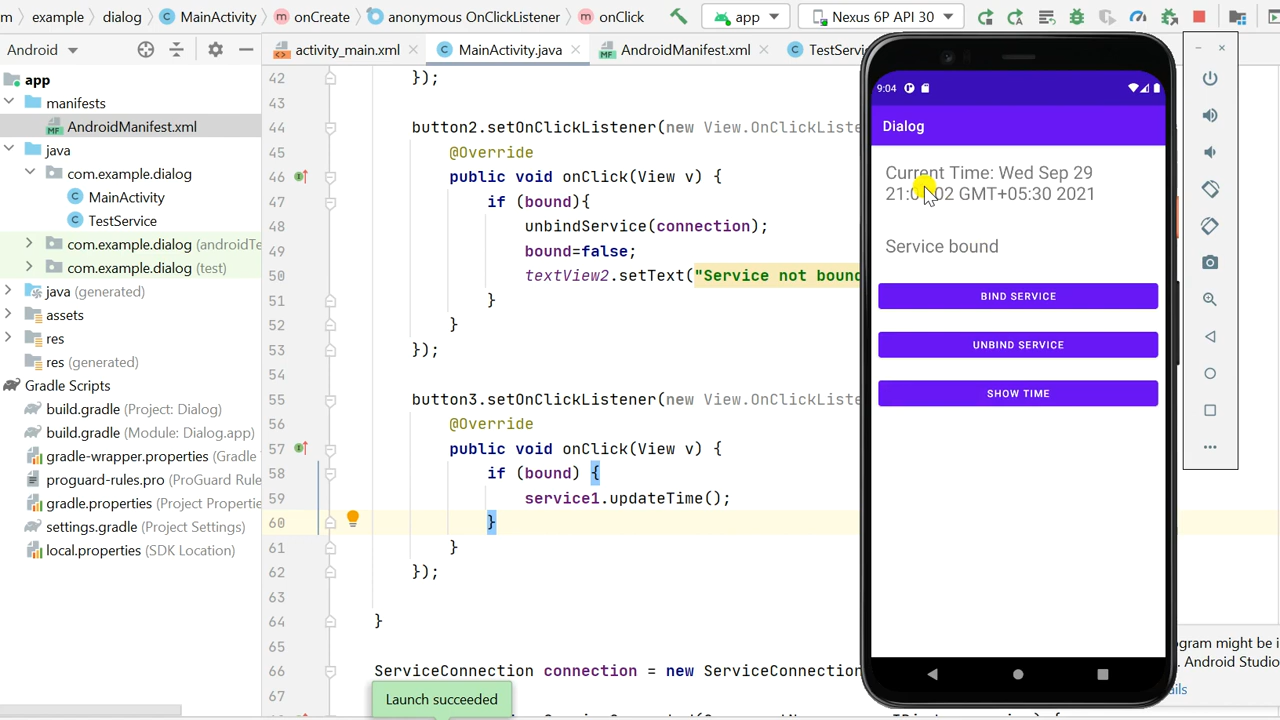 example dialog MainActivity onCreate anonymous OnClickListener onClick app Nexus 6P API 30
Android
activity_main.xml MainActivity.java AndroidManifest.xml
app
manifests
AndroidManifest.xml
java
com.example.dialog
MainActivity
TestService
com.example.dialog (androidTe
com.example.dialog (test)
java (generated)
assets
res
res (generated)
Gradle Scripts
build.gradle (Project: Dialog)
build.gradle (Module: Dialog.app)
gradle-wrapper.properties (Gradle
proguard-rules.pro (ProGuard Rule
gradle.properties (Project Propertie
settings.gradle (Project Settings)
local.properties (SDK Location)
42 });
43
44 button2.setOnClickListener(new View.OnClickListe
45 @Override
46 public void onClick(View v) {
47 if (bound){
48 unbindService(connection);
49 bound=false;
50 textView2.setText("Service not bound
51 }
52 }
53 });
54
55 button3.setOnClickListener(new View.OnClickListe
56 @Override
57 public void onClick(View v) {
58 if (bound) {
59 service1.updateTime();
60 }
61 }
62 });
63
64 }
65
66 ServiceConnection connection = new ServiceConnection
67
Launch succeeded
9:04
Dialog
Current Time: Wed Sep 29
02 GMT+05:30 2021
Service bound
BIND SERVICE
UNBIND SERVICE
SHOW TIME
ogram might be i
. Android Studio
ails